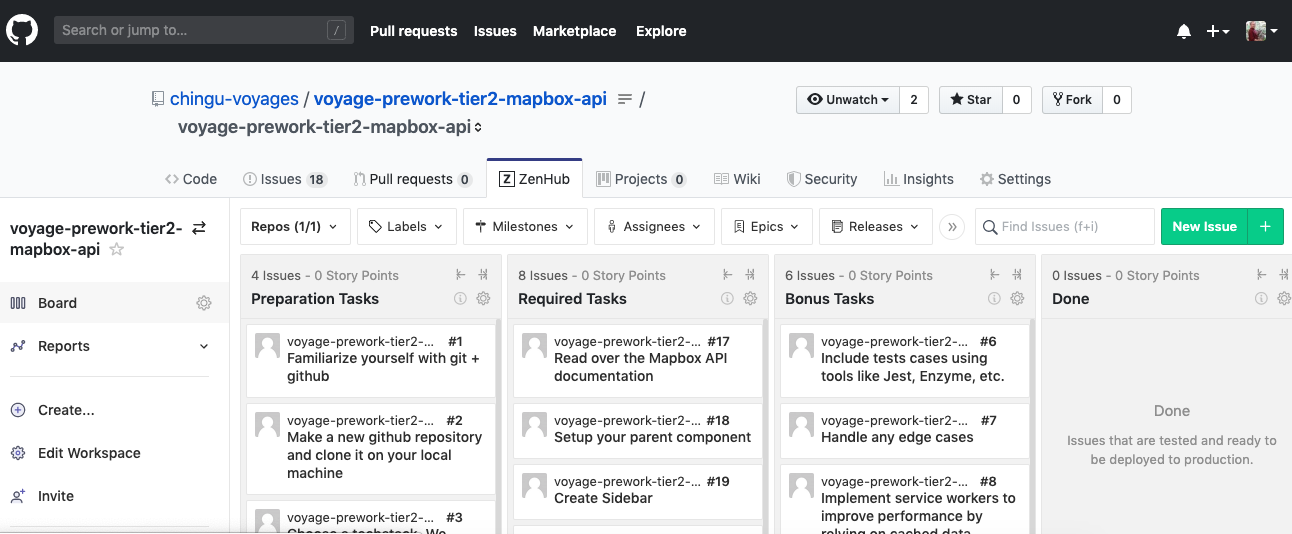 Search or jump to... /
Pull requests Issues Marketplace Explore
chingu-voyages / voyage-prework-tier2-mapbox-api /
voyage-prework-tier2-mapbox-api
Unwatch 2 Star 0 Fork 0
Code Issues 18 Pull requests 0 Z ZenHub Projects 0 Wiki Security Insights Settings
voyage-prework-tier2-
mapbox-api
Board
Reports
Create...
Edit Workspace
Invite
Repos (1/1) Labels Milestones Assignees Epics Releases » Find Issues (f+i) New Issue +
4 Issues - 0 Story Points
Preparation Tasks
voyage-prework-tier2-... #1
Familiarize yourself with git +
github
voyage-prework-tier2-... #2
Make a new github repository
and clone it on your local
machine
voyage-prework-tier2-... #3
Choose a techstack. We
8 Issues - 0 Story Points
Required Tasks
voyage-prework-tier2-... #17
Read over the Mapbox API
documentation
voyage-prework-tier2-... #18
Setup your parent component
voyage-prework-tier2-... #19
Create Sidebar
6 Issues - 0 Story Points
Bonus Tasks
voyage-prework-tier2-... #6
Include tests cases using
tools like Jest, Enzyme, etc.
voyage-prework-tier2-... #7
Handle any edge cases
voyage-prework-tier2-... #8
Implement service workers to
improve performance by
relying on cached data
0 Issues - 0 Story Points
Done
Done
Issues that are tested and ready to
be deployed to production.